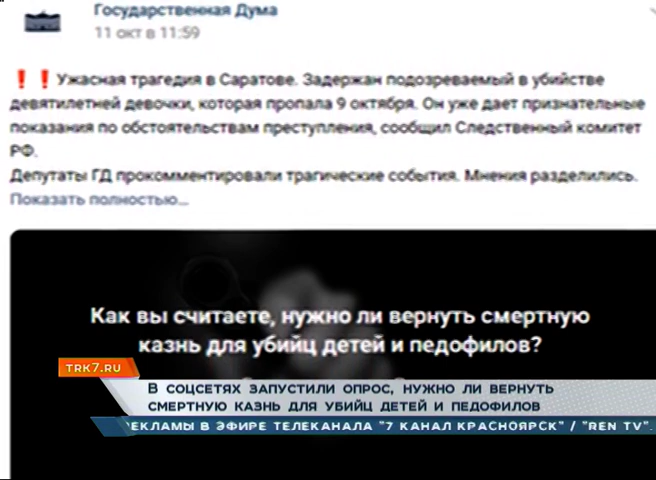 Государственная Дума
11 окт в 11:59
❗❗Ужасная трагедия в Саратове. Задержан подозреваемый в убийстве
девятилетней девочки, которая пропала 9 октября. Он уже дает признательные
показания по обстоятельствам преступления, сообщил Следственный комитет
РФ.
Депутаты ГД прокомментировали трагические события. Мнения разделились.
Показать полностью...
Как вы считаете, нужно ли вернуть смертную
казнь для убийц детей и педофилов?
TRK7.RU
В СОЦСЕТЯХ ЗАПУСТИЛИ ОПРОС, НУЖНО ЛИ ВЕРНУТЬ
СМЕРТНУЮ КАЗНЬ ДЛЯ УБИЙЦ ДЕТЕЙ И ПЕДОФИЛОВ
ЕКЛАМЫ В ЭФИРЕ ТЕЛЕКАНАЛА "7 КАНАЛ КРАСНОЯРСК" / "REN TV".